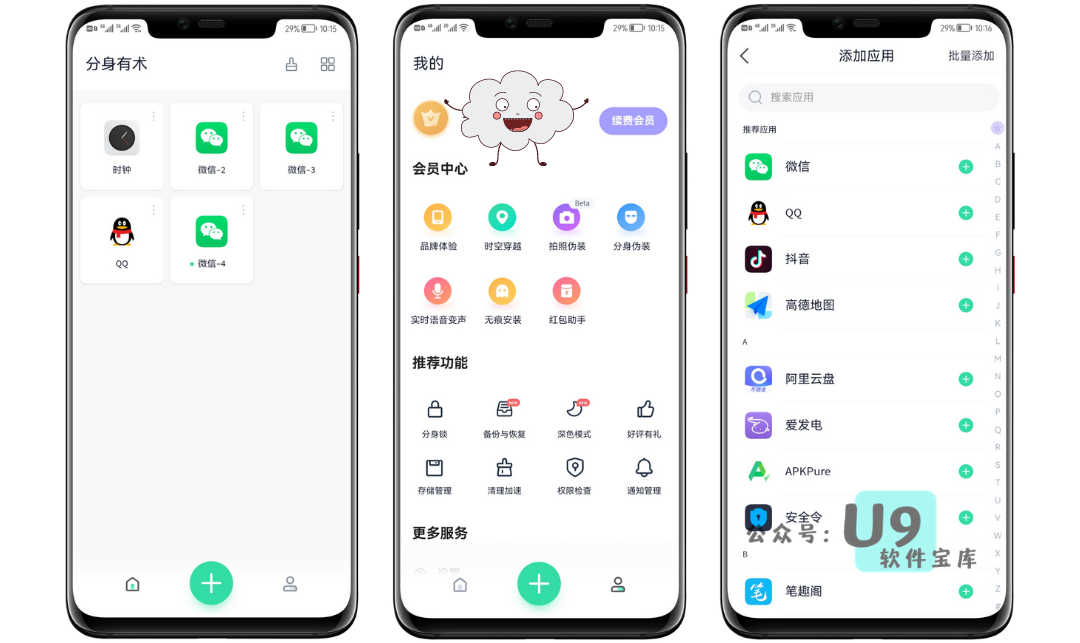 29% 10:15
分身有术
时钟
微信-2
微信-3
QQ
微信-4
29% 10:15
我的
续费会员
会员中心
Beta
品牌体验
时空穿越
拍照伪装
分身伪装
实时语音变声
无痕安装
红包助手
推荐功能
NEW
NEW
分身锁
备份与恢复
深色模式
好评有礼
存储管理
清理加速
权限检查
通知管理
更多服务
设置
29% 10:16
添加应用
批量添加
搜索应用
推荐应用
微信
QQ
抖音
高德地图
A
阿里云盘
爱发电
APKPure
安全令
B
笔趣阁
笔
A
B
C
D
E
F
G
H
I
J
K
L
M
N
O
P
Q
R
S
T
U
V
W
X
Y
Z
#
公众号：U9
软件宝库